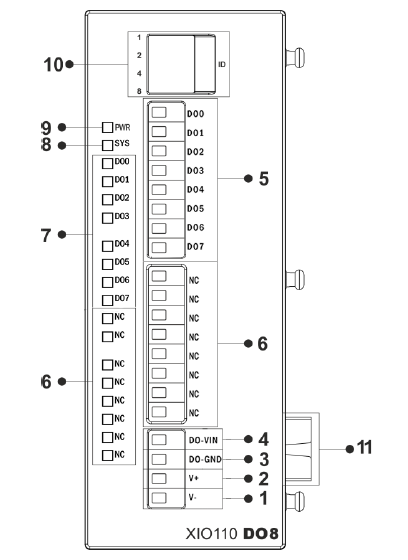 1
2
4
8
ID
10
9
PWR
8
SYS
DO0
DO1
DO2
DO3
DO4
DO5
DO6
DO7
7
NC
NC
NC
NC
NC
NC
NC
NC
6
DO0
DO1
DO2
DO3
DO4
DO5
DO6
DO7
5
NC
NC
NC
NC
NC
NC
NC
NC
6
DO-VIN 4
DO-GND 3
V+ 2
V- 1
11
XIO110 DO8